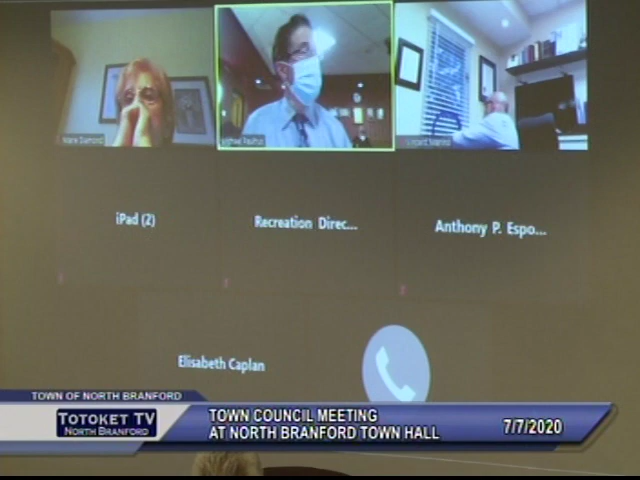 iPad (2)
Recreation Direc...
Anthony P. Espo...
Elisabeth Caplan
TOWN OF NORTH BRANFORD
TOTOKET TV
NORTH BRANFORD
TOWN COUNCIL MEETING
AT NORTH BRANFORD TOWN HALL
7/7/2020